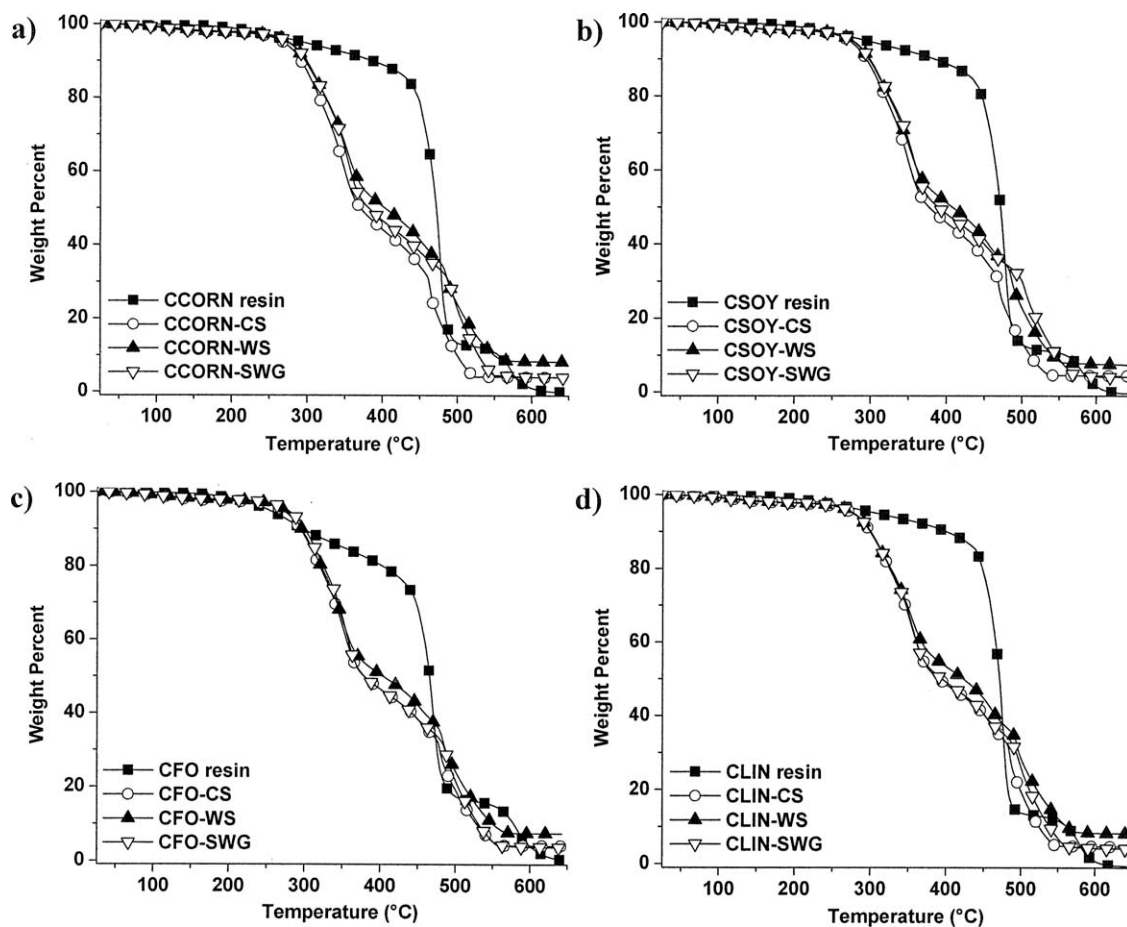 a)
100
80
60
40
20
0
Weight Percent
CCORN resin
CCORN-CS
CCORN-WS
CCORN-SWG
100 200 300 400 500 600
Temperature (°C)
b)
100
80
60
40
20
0
Weight Percent
CSOY resin
CSOY-CS
CSOY-WS
CSOY-SWG
100 200 300 400 500 600
Temperature (°C)
c)
100
80
60
40
20
0
Weight Percent
CFO resin
CFO-CS
CFO-WS
CFO-SWG
100 200 300 400 500 600
Temperature (°C)
d)
100
80
60
40
20
0
Weight Percent
CLIN resin
CLIN-CS
CLIN-WS
CLIN-SWG
100 200 300 400 500 600
Temperature (°C)